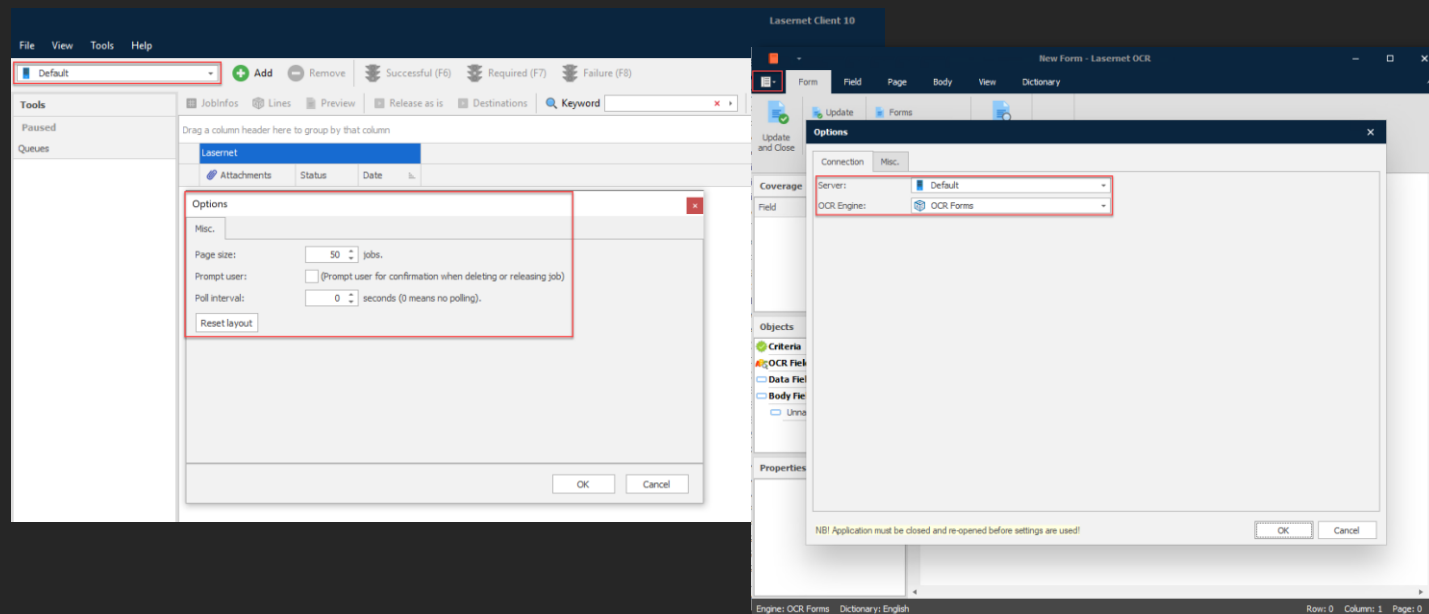 Lasernet Client 10
File View Tools Help
Default
Add Remove Successful (F6) Required (F7) Failure (F8)
Tools
Paused
Queues
JobInfos Lines Preview Release as is Destinations Keyword
Drag a column header here to group by that column
Lasernet
Attachments Status Date
Options
Misc.
Page size: 50 jobs.
Prompt user: (Prompt user for confirmation when deleting or releasing job)
Poll interval: 0 seconds (0 means no polling).
Reset layout
OK Cancel
New Form - Lasernet OCR
Form Field Page Body View Dictionary
Update and Close
Update Forms
Coverage
Field
Objects
Criteria
OCR Fiel
Data Fiel
Body Fie
Unna
Properties
Options
Connection Misc.
Server: Default
OCR Engine: OCR Forms
NB! Application must be closed and re-opened before settings are used!
OK Cancel
Engine: OCR Forms Dictionary: English
Row: 0 Column: 1 Page: 0